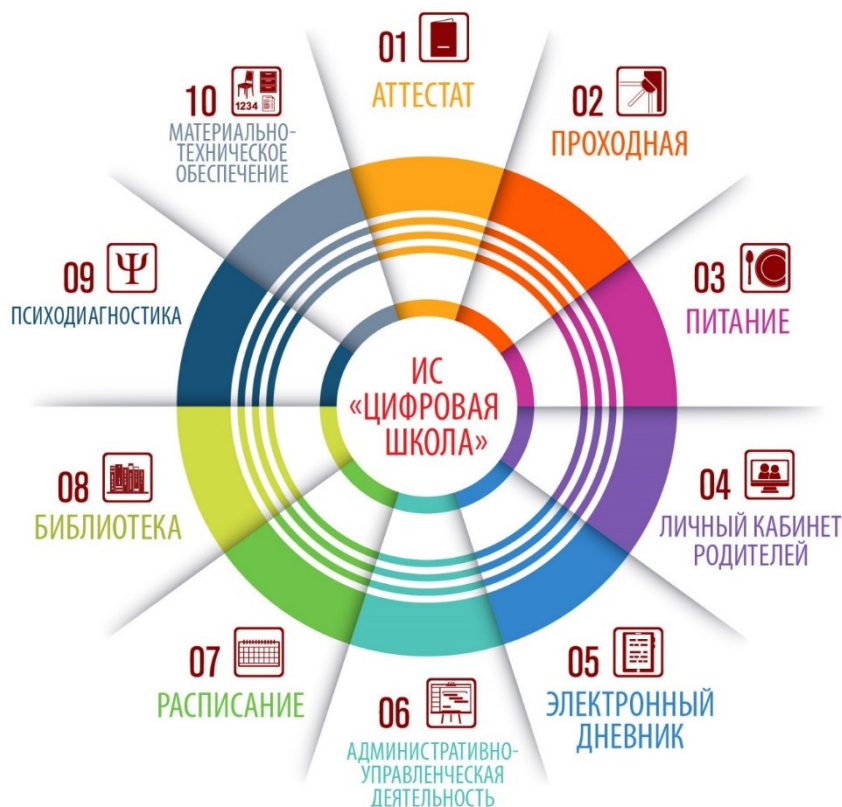 01
АТТЕСТАТ
02
ПРОХОДНАЯ
03
ПИТАНИЕ
04
ЛИЧНЫЙ КАБИНЕТ
РОДИТЕЛЕЙ
05
ЭЛЕКТРОННЫЙ
ДНЕВНИК
06
АДМИНИСТРАТИВНО-
УПРАВЛЕНЧЕСКАЯ
ДЕЯТЕЛЬНОСТЬ
07
РАСПИСАНИЕ
08
БИБЛИОТЕКА
09
Ψ
ПСИХОДИАГНОСТИКА
10
1234
МАТЕРИАЛЬНО-
ТЕХНИЧЕСКОЕ
ОБЕСПЕЧЕНИЕ
ИС
«ЦИФРОВАЯ
ШКОЛА»